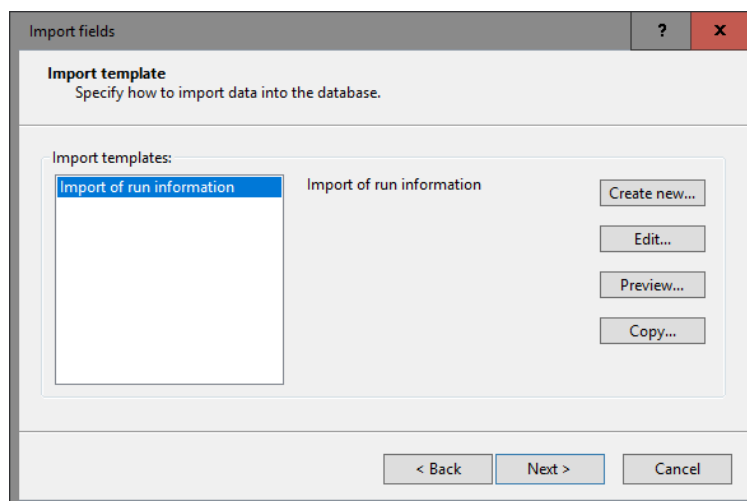 Import fields
?
x
Import template
Specify how to import data into the database.
Import templates:
Import of run information
Import of run information
Create new...
Edit...
Preview...
Copy...
< Back
Next >
Cancel